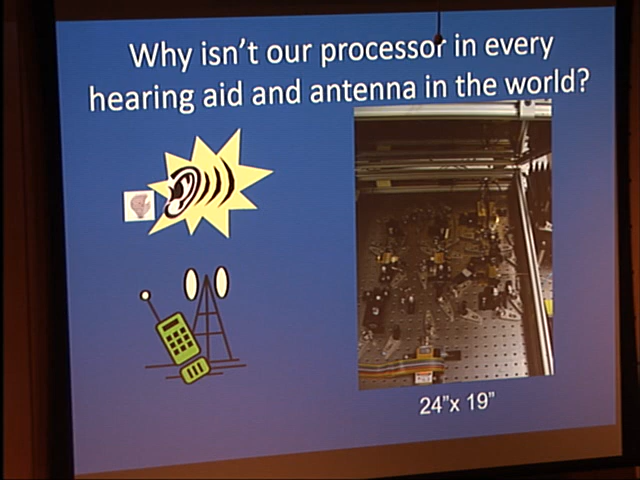 Why isn't our processor in every
hearing aid and antenna in the world?
24"x 19"